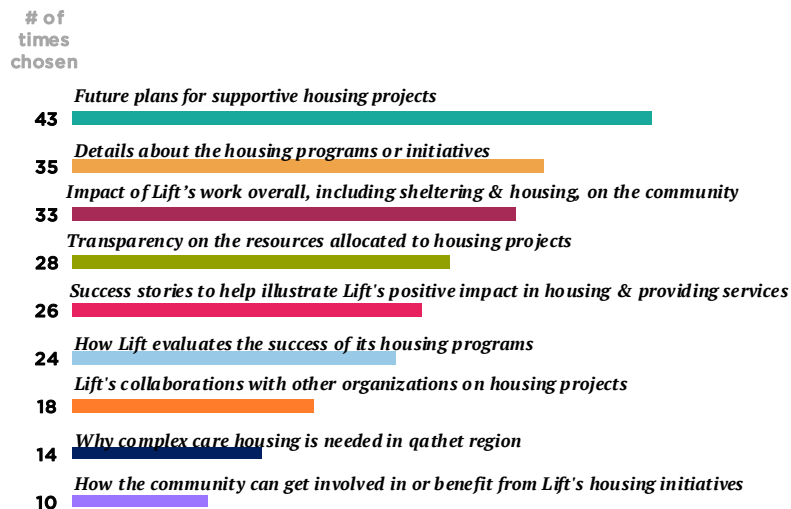 # of
times
chosen
Future plans for supportive housing projects
43
Details about the housing programs or initiatives
35
Impact of Lift’s work overall, including sheltering & housing, on the community
33
Transparency on the resources allocated to housing projects
28
Success stories to help illustrate Lift's positive impact in housing & providing services
26
How Lift evaluates the success of its housing programs
24
Lift's collaborations with other organizations on housing projects
18
Why complex care housing is needed in qathet region
14
How the community can get involved in or benefit from Lift's housing initiatives
10